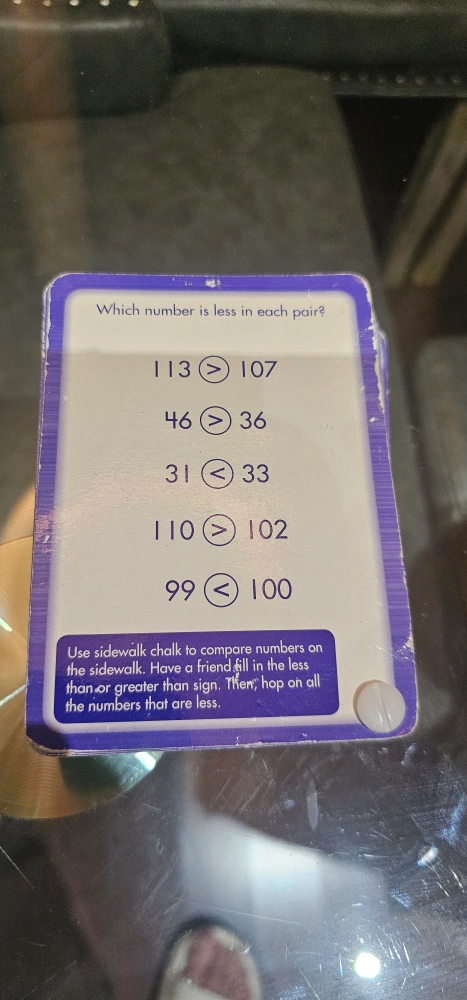 Which number is less in each pair?
113 > 107
46 > 36
31 < 33
110 > 102
99 < 100
Use sidewalk chalk to compare numbers on
the sidewalk. Have a friend fill in the less
than or greater than sign. Then, hop on all
the numbers that are less.